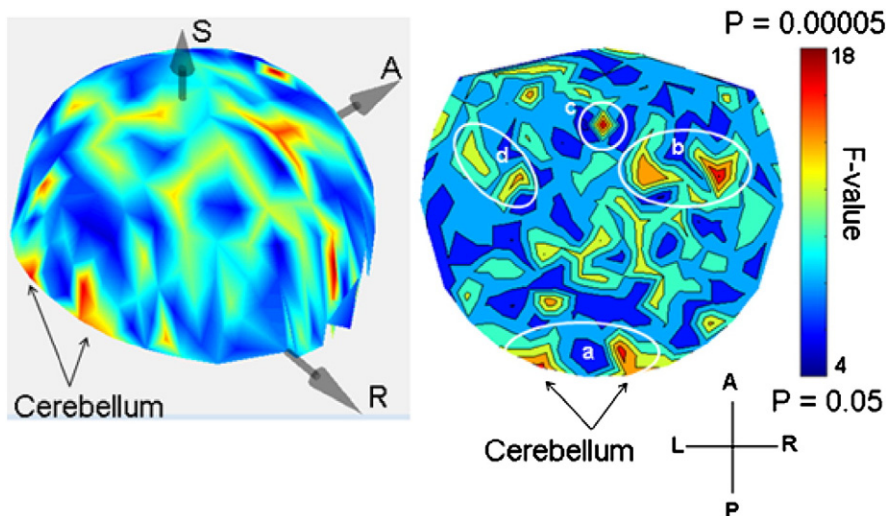 S
A
R
Cerebellum
P = 0.00005
18
F-value
4
P = 0.05
c
d
b
a
Cerebellum
A
L
R
P